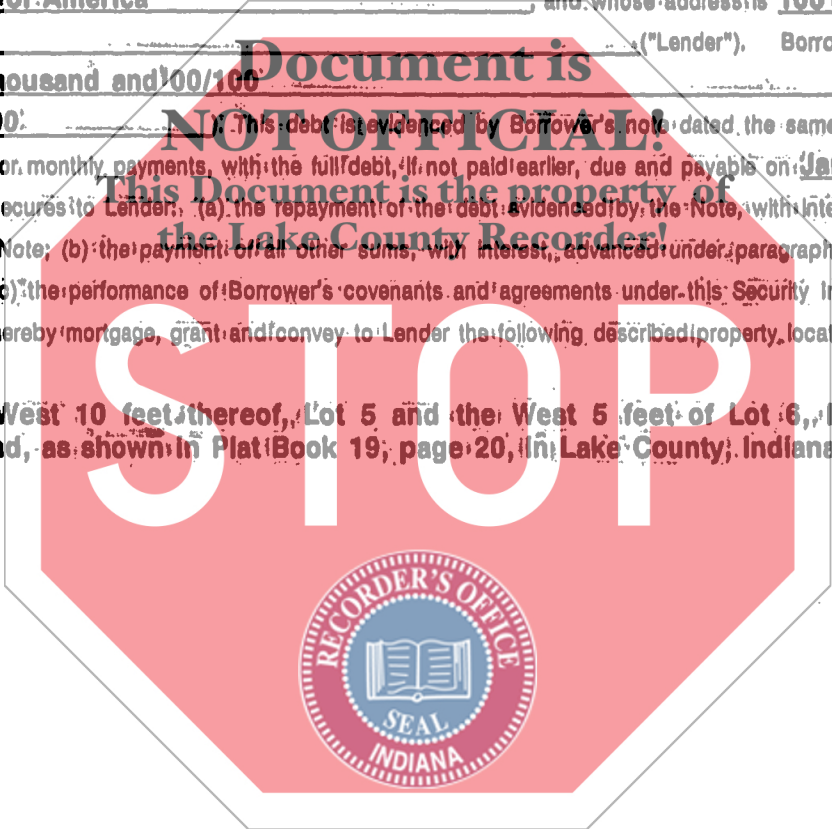 of America , and whose address is 1001
("Lender"). Borro
Document is
ousand and 00/100
NOT OFFICIAL!
0. ). This debt is evidenced by Borrower's note dated the same
or monthly payments, with the full debt, if not paid earlier, due and payable on Ja
This Document is the property of
ecures to Lender: (a) the repayment of the debt evidenced by the Note, with inte
the Lake County Recorder!
Note; (b) the payment of all other sums, with interest, advanced under paragraph
c) the performance of Borrower's covenants and agreements under this Security In
ereby mortgage, grant and convey to Lender the following described property locat
STOP
West 10 feet thereof, Lot 5 and the West 5 feet of Lot 6,
d, as shown in Plat Book 19, page 20, in Lake County, Indiana
RECORDER'S OFFICE
SEAL
INDIANA